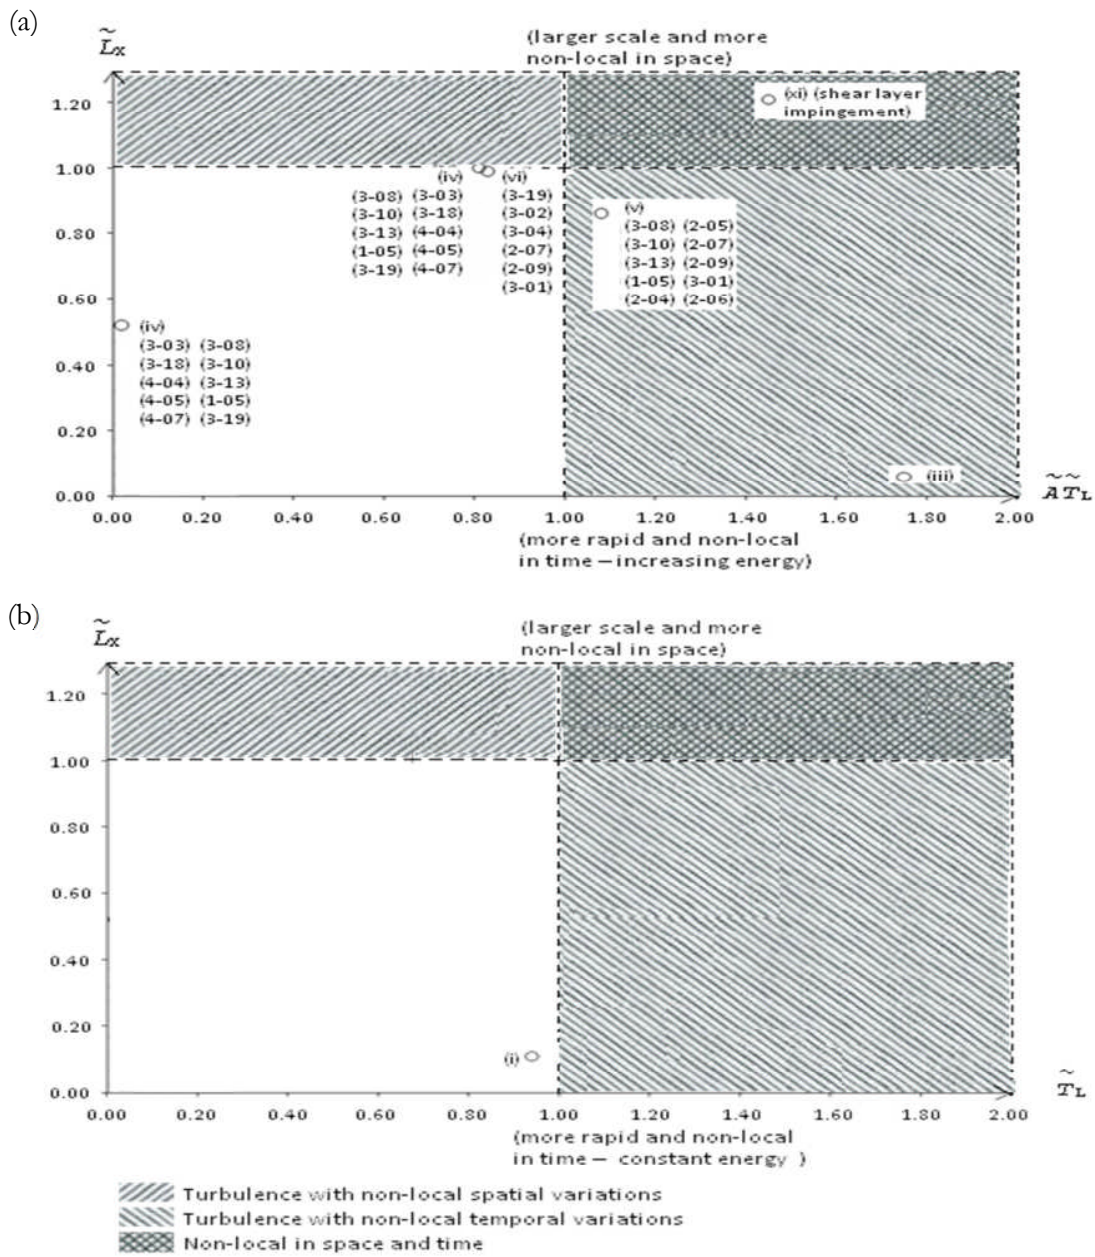 (a)
L̃x
(larger scale and more
non-local in space)
1.20
1.00
0.80
0.60
0.40
0.20
0.00
(xi) (shear layer
impingement)
(iv)
(3-08) (3-03)
(3-10) (3-18)
(3-13) (4-04)
(1-05) (4-05)
(3-19) (4-07)
(vi)
(3-19)
(3-02)
(3-04)
(2-07)
(2-09)
(3-01)
(v)
(3-08) (2-05)
(3-10) (2-07)
(3-13) (2-09)
(1-05) (3-01)
(2-04) (2-06)
(iv)
(3-03) (3-08)
(3-18) (3-10)
(4-04) (3-13)
(4-05) (1-05)
(4-07) (3-19)
(iii)
ÃT̃L
0.00 0.20 0.40 0.60 0.80 1.00 1.20 1.40 1.60 1.80 2.00
(more rapid and non-local
in time – increasing energy)
(b)
L̃x
(larger scale and more
non-local in space)
1.20
1.00
0.80
0.60
0.40
0.20
0.00
(i)
T̃L
0.00 0.20 0.40 0.60 0.80 1.00 1.20 1.40 1.60 1.80 2.00
(more rapid and non-local
in time – constant energy )
Turbulence with non-local spatial variations
Turbulence with non-local temporal variations
Non-local in space and time